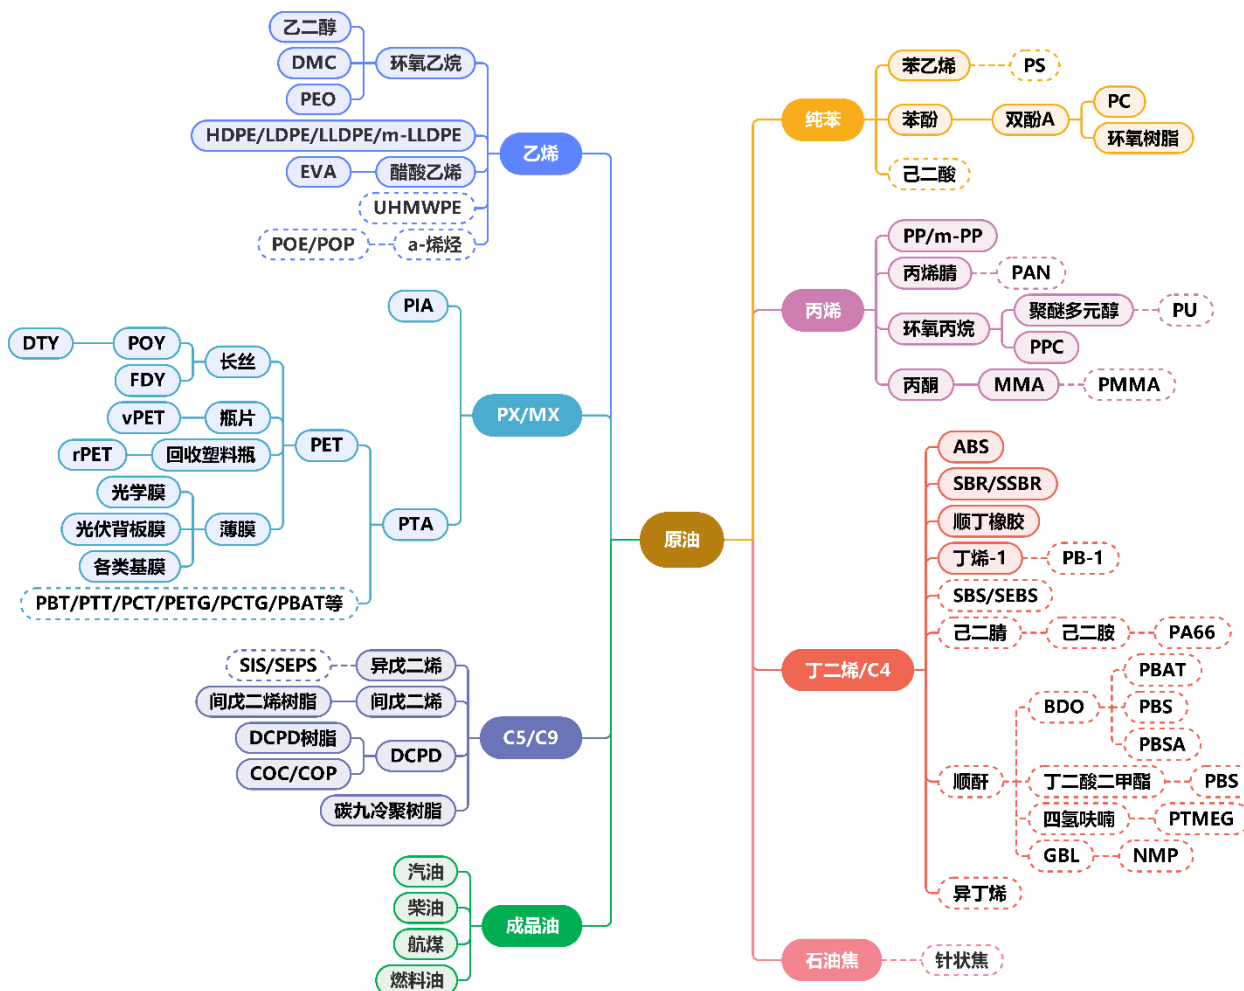 乙二醇
DMC
PEO
环氧乙烷
HDPE/LDPE/LLDPE/m-LLDPE
EVA
醋酸乙烯
UHMWPE
POE/POP
a-烯烃
乙烯
PIA
DTY
POY
FDY
长丝
vPET
瓶片
rPET
回收塑料瓶
光学膜
光伏背板膜
各类基膜
薄膜
PET
PBT/PTT/PCT/PETG/PCTG/PBAT等
PTA
PX/MX
SIS/SEPS
异戊二烯
间戊二烯树脂
间戊二烯
DCPD树脂
COC/COP
DCPD
碳九冷聚树脂
C5/C9
汽油
柴油
航煤
燃料油
成品油
原油
纯苯
苯乙烯
PS
苯酚
双酚A
PC
环氧树脂
己二酸
丙烯
PP/m-PP
丙烯腈
PAN
环氧丙烷
聚醚多元醇
PU
PPC
丙酮
MMA
PMMA
丁二烯/C4
ABS
SBR/SSBR
顺丁橡胶
丁烯-1
PB-1
SBS/SEBS
己二腈
己二胺
PA66
顺酐
BDO
PBAT
PBS
PBSA
丁二酸二甲酯
PBS
四氢呋喃
PTMEG
GBL
NMP
异丁烯
石油焦
针状焦